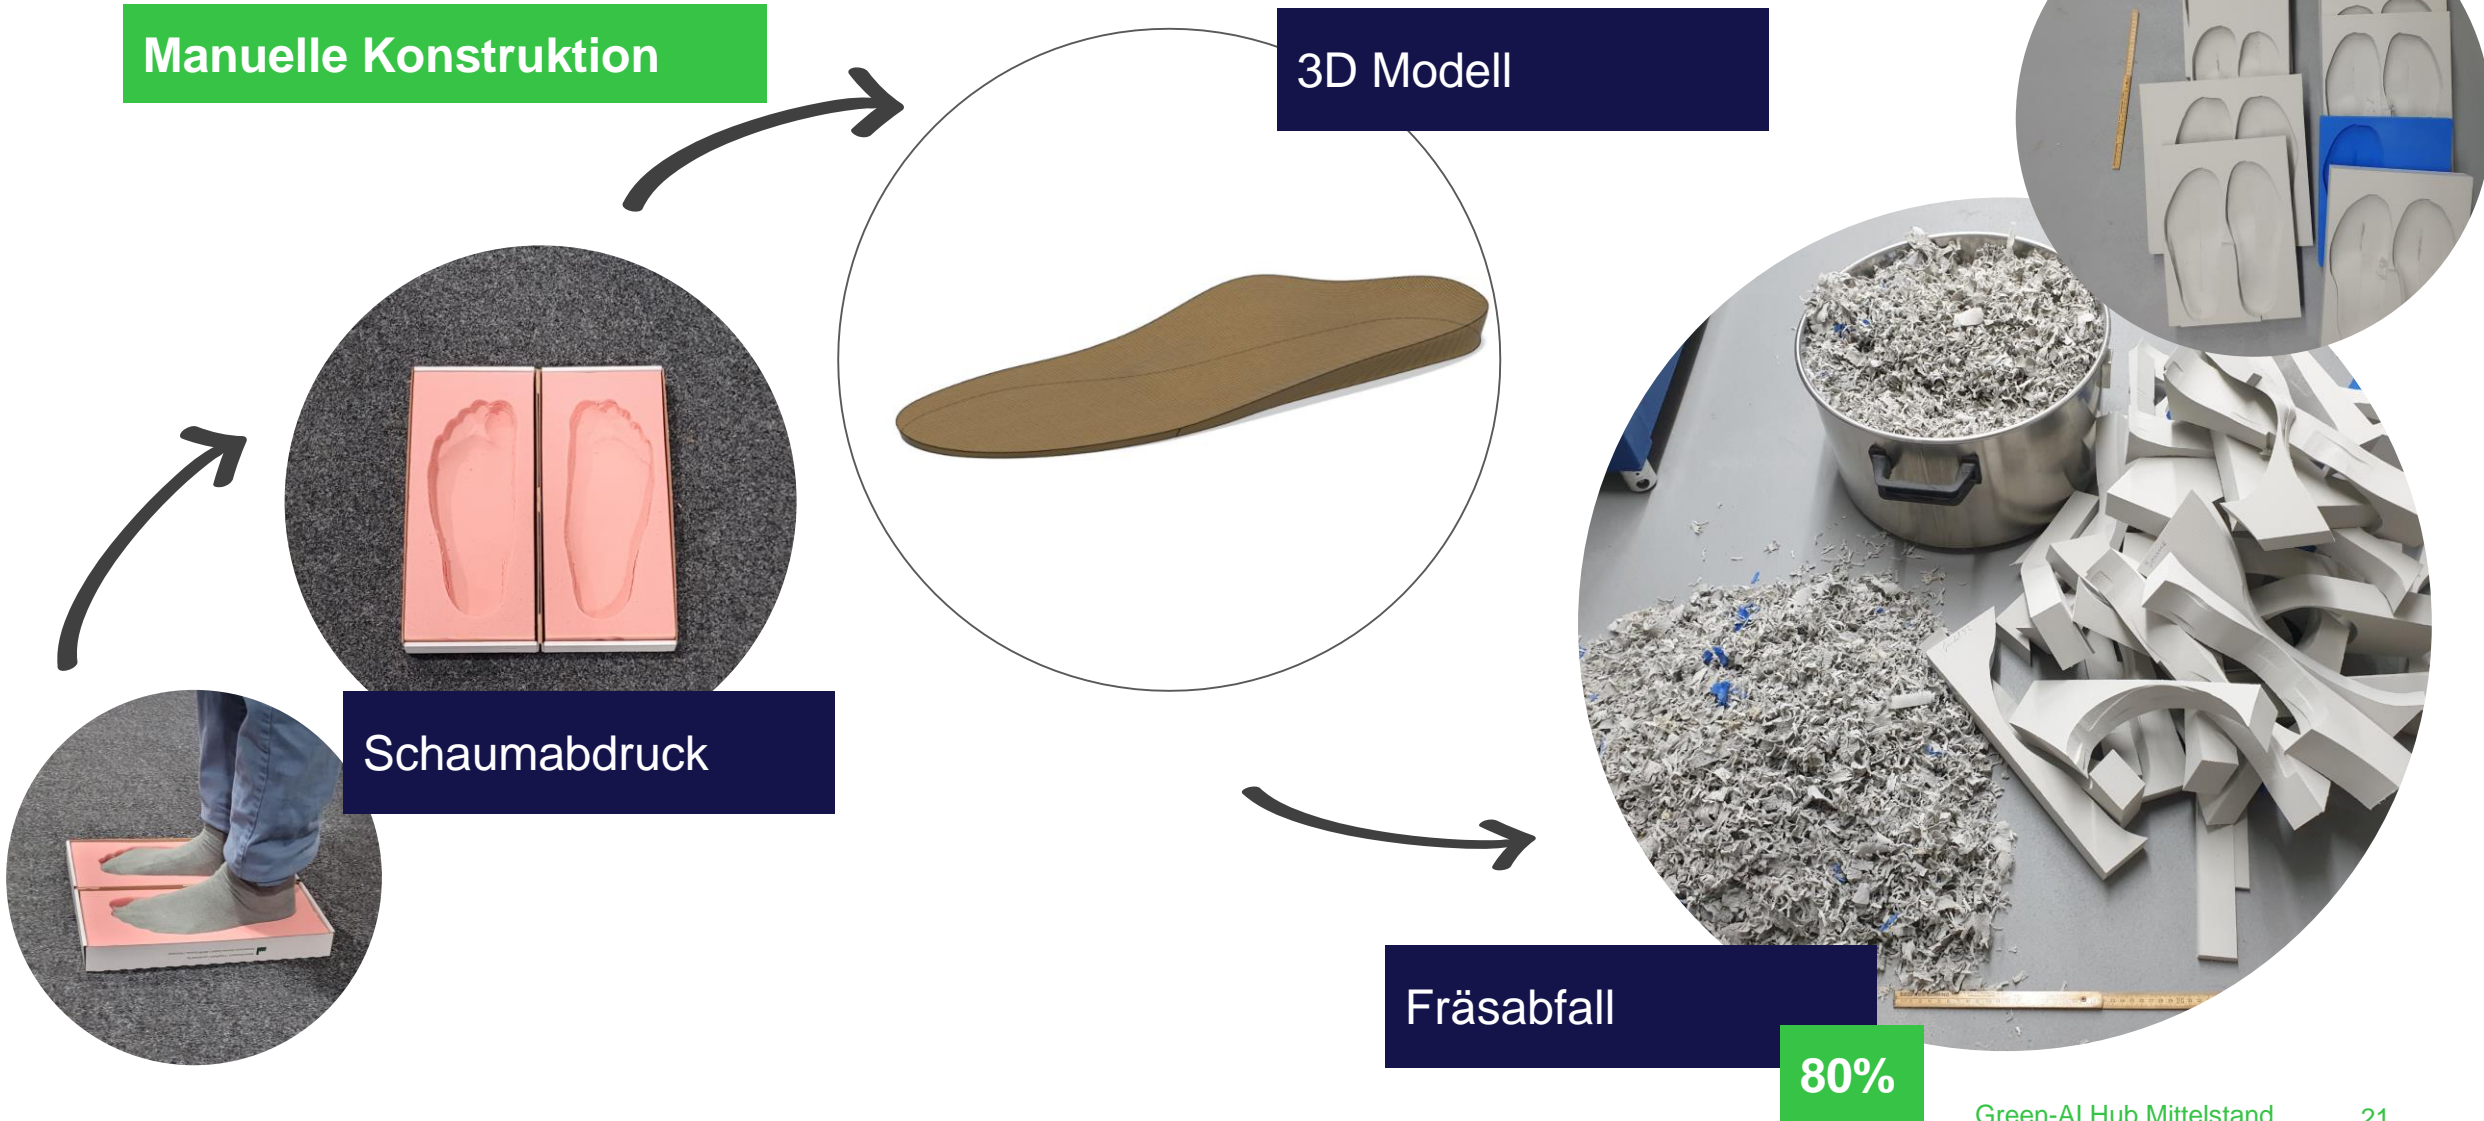 Manuelle Konstruktion
3D Modell
Schaumabdruck
Fräsabfall
80%
Green-AI Hub Mittelstand
21